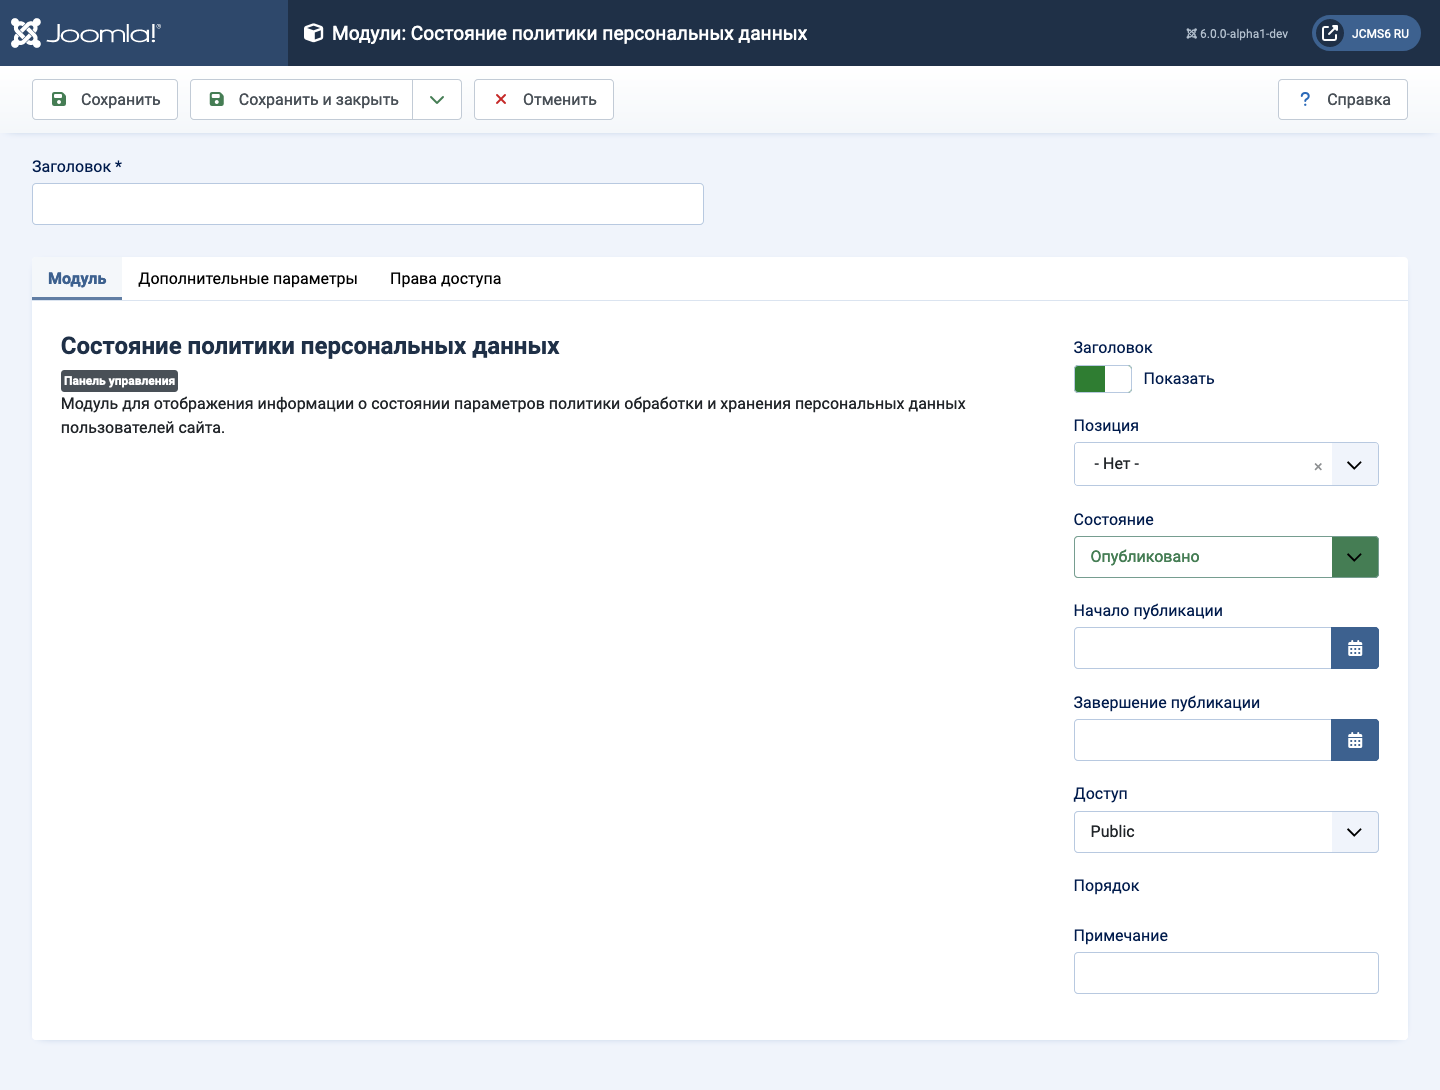 Joomla!®
Модули: Состояние политики персональных данных
6.0.0-alpha1-dev
JCMS6 RU
Сохранить
Сохранить и закрыть
Отменить
? Справка
Заголовок *
Модуль
Дополнительные параметры
Права доступа
Состояние политики персональных данных
Панель управления
Модуль для отображения информации о состоянии параметров политики обработки и хранения персональных данных
пользователей сайта.
Заголовок
Показать
Позиция
- Нет -
Состояние
Опубликовано
Начало публикации
Завершение публикации
Доступ
Public
Порядок
Примечание